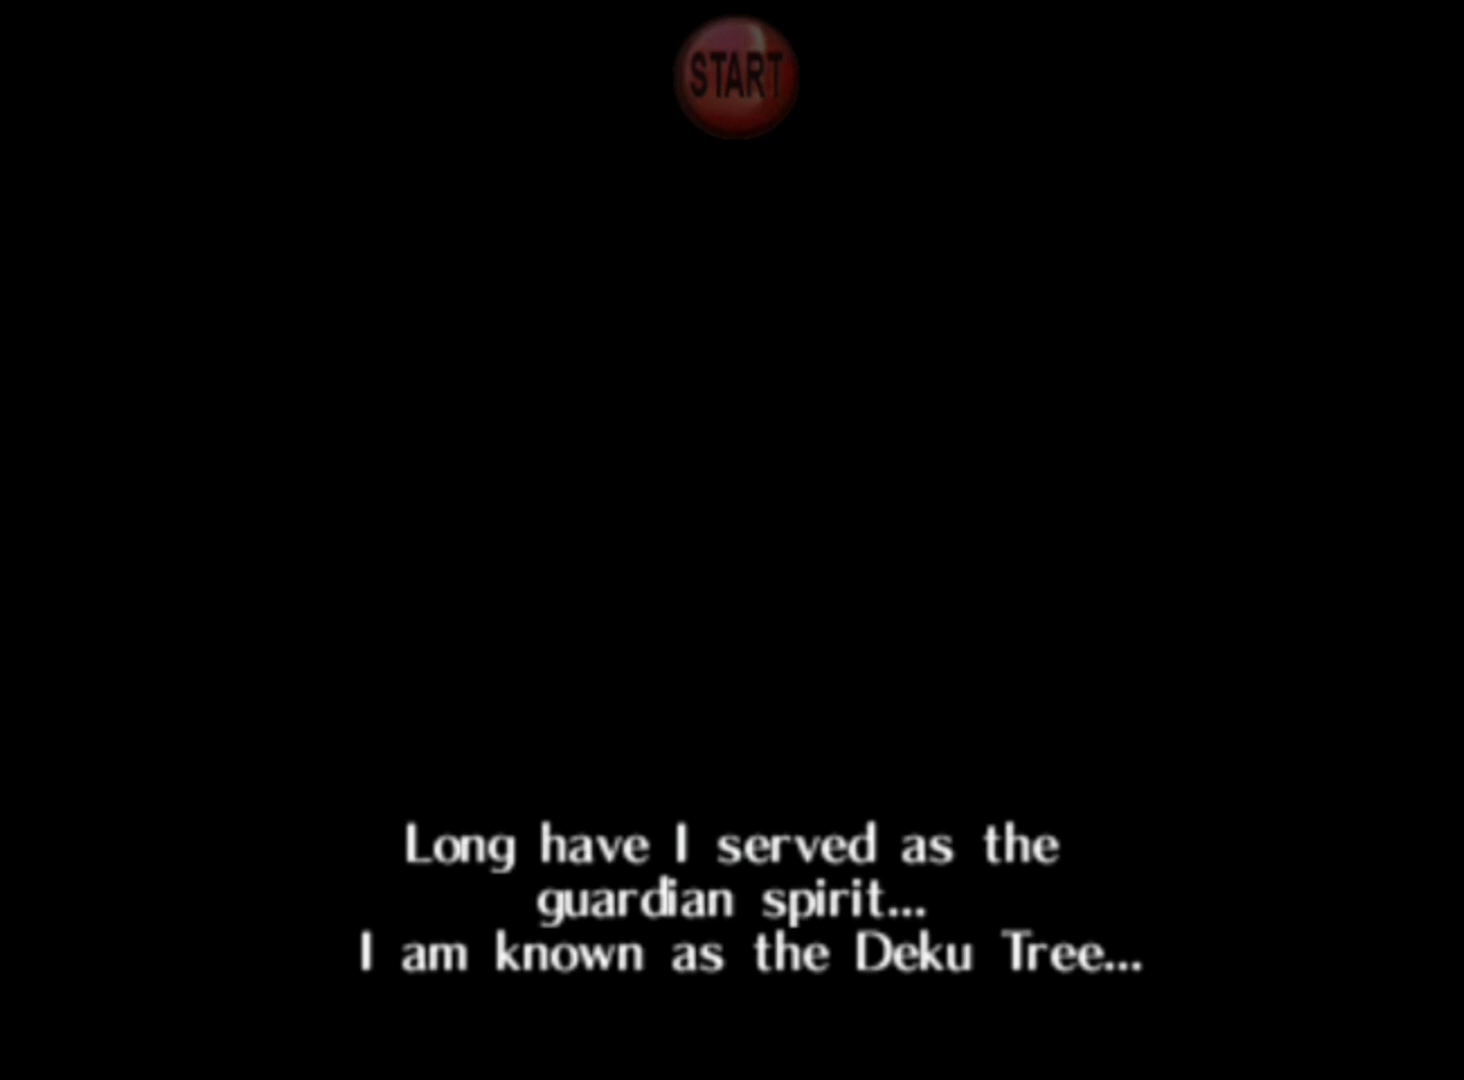 START
Long have I served as the
guardian spirit...
I am known as the Deku Tree...